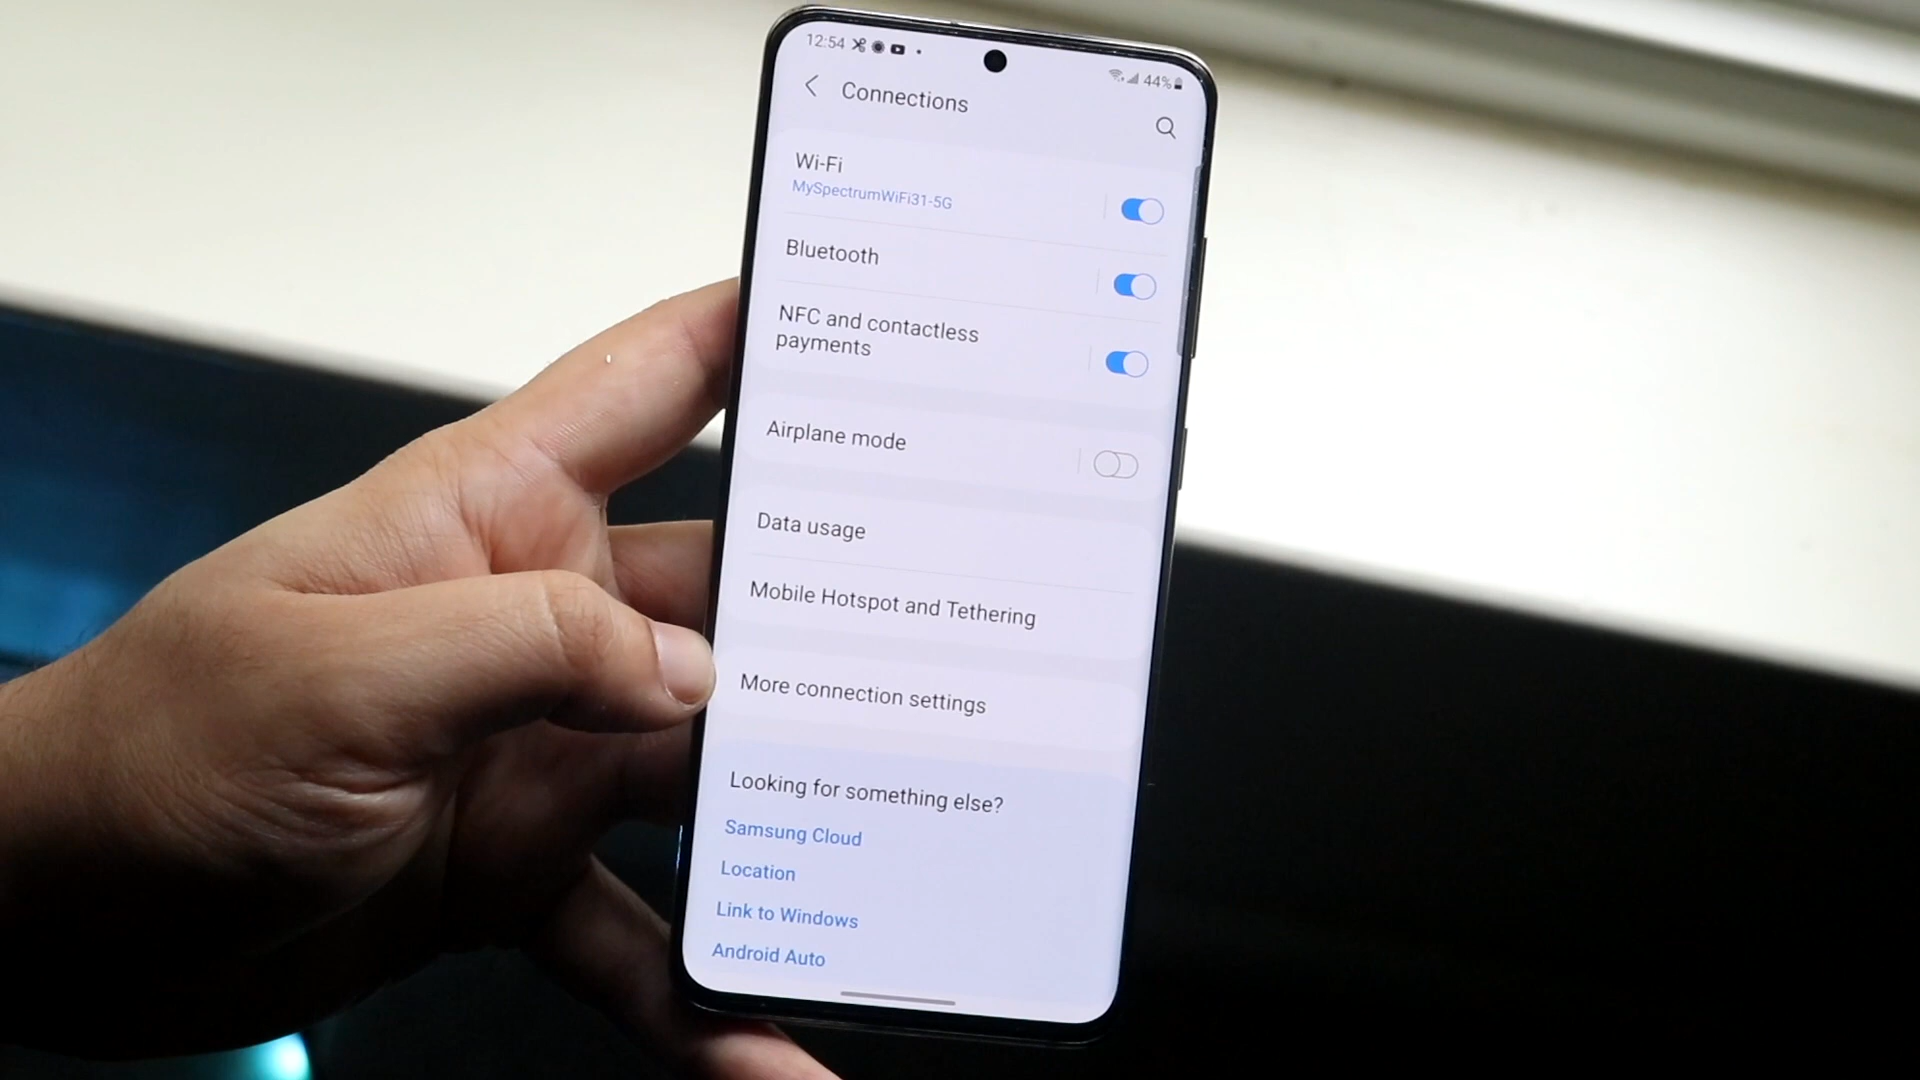 12:54
44%
Connections
Wi-Fi
MySpectrumWiFi31-5G
Bluetooth
NFC and contactless
payments
Airplane mode
Data usage
Mobile Hotspot and Tethering
More connection settings
Looking for something else?
Samsung Cloud
Location
Link to Windows
Android Auto